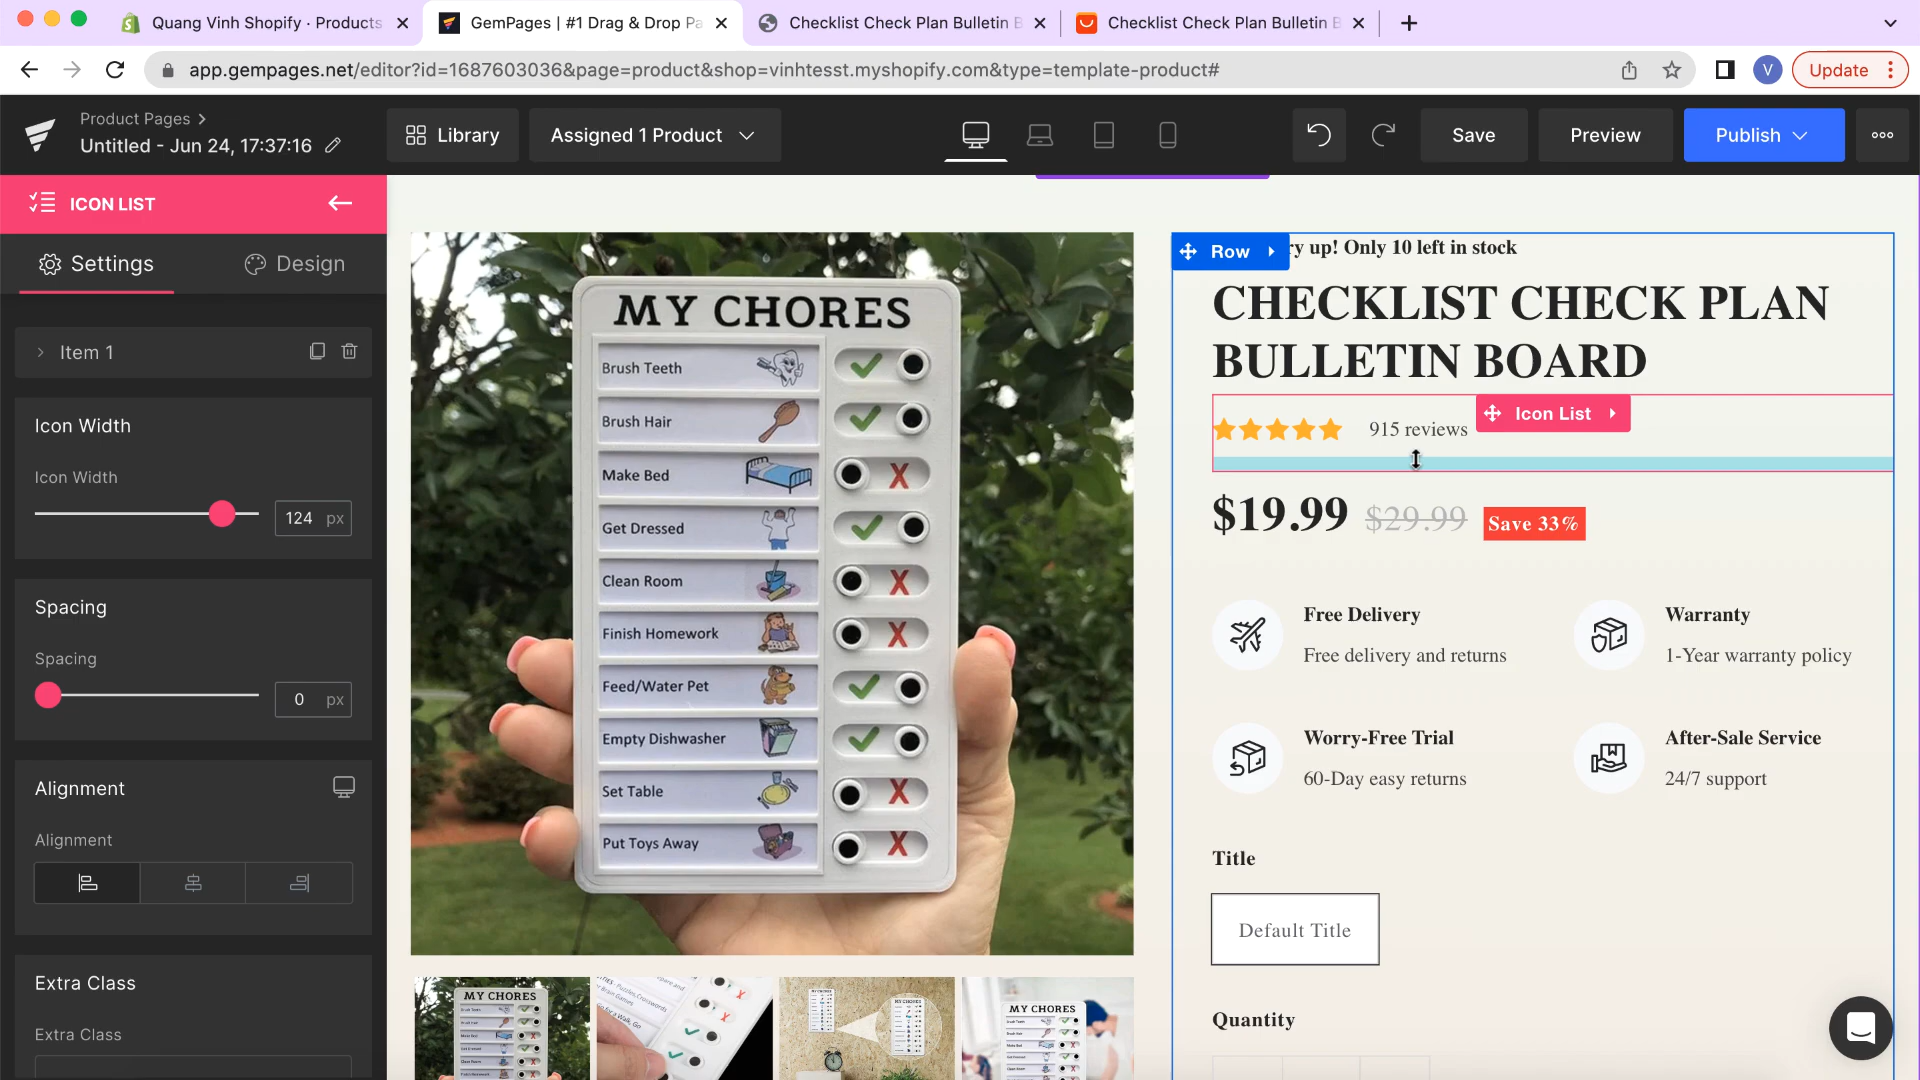 Quang Vinh Shopify · Products
GemPages | #1 Drag & Drop Pa
Checklist Check Plan Bulletin B
Checklist Check Plan Bulletin B
app.gempages.net/editor?id=1687603036&page=product&shop=vinhtesst.myshopify.com&type=template-product#
V
Update
Product Pages
Untitled - Jun 24, 17:37:16
Library
Assigned 1 Product
Save
Preview
Publish
ICON LIST
Settings
Design
Item 1
Icon Width
Icon Width
124 px
Spacing
Spacing
0 px
Alignment
Alignment
Extra Class
Extra Class
MY CHORES
Brush Teeth
Brush Hair
Make Bed
X
Get Dressed
Clean Room
X
Finish Homework
X
Feed/Water Pet
Empty Dishwasher
Set Table
X
Put Toys Away
X
MY CHORES
MY CHORES
Row
ry up! Only 10 left in stock
CHECKLIST CHECK PLAN
BULLETIN BOARD
915 reviews
Icon List
$19.99 $29.99 Save 33%
Free Delivery
Free delivery and returns
Warranty
1-Year warranty policy
Worry-Free Trial
60-Day easy returns
After-Sale Service
24/7 support
Title
Default Title
Quantity